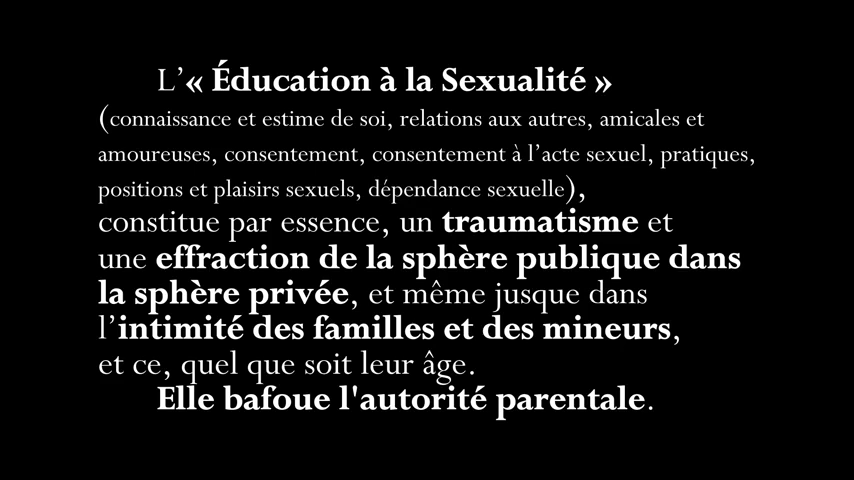 L’« Éducation à la Sexualité »
(connaissance et estime de soi, relations aux autres, amicales et
amoureuses, consentement, consentement à l’acte sexuel, pratiques,
positions et plaisirs sexuels, dépendance sexuelle),
constitue par essence, un traumatisme et
une effraction de la sphère publique dans
la sphère privée, et même jusque dans
l’intimité des familles et des mineurs,
et ce, quel que soit leur âge.
Elle bafoue l'autorité parentale.